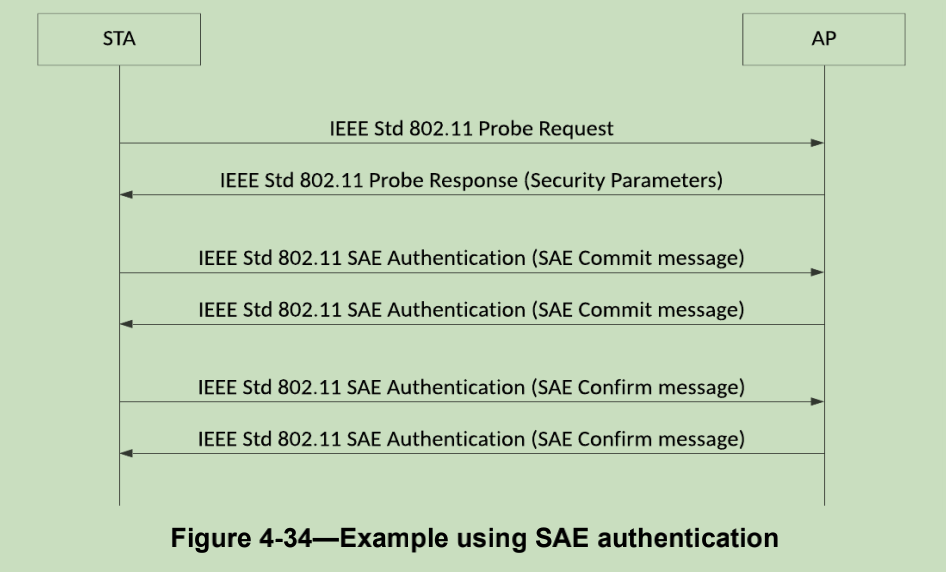 STA
AP
IEEE Std 802.11 Probe Request
IEEE Std 802.11 Probe Response (Security Parameters)
IEEE Std 802.11 SAE Authentication (SAE Commit message)
IEEE Std 802.11 SAE Authentication (SAE Commit message)
IEEE Std 802.11 SAE Authentication (SAE Confirm message)
IEEE Std 802.11 SAE Authentication (SAE Confirm message)
Figure 4-34—Example using SAE authentication